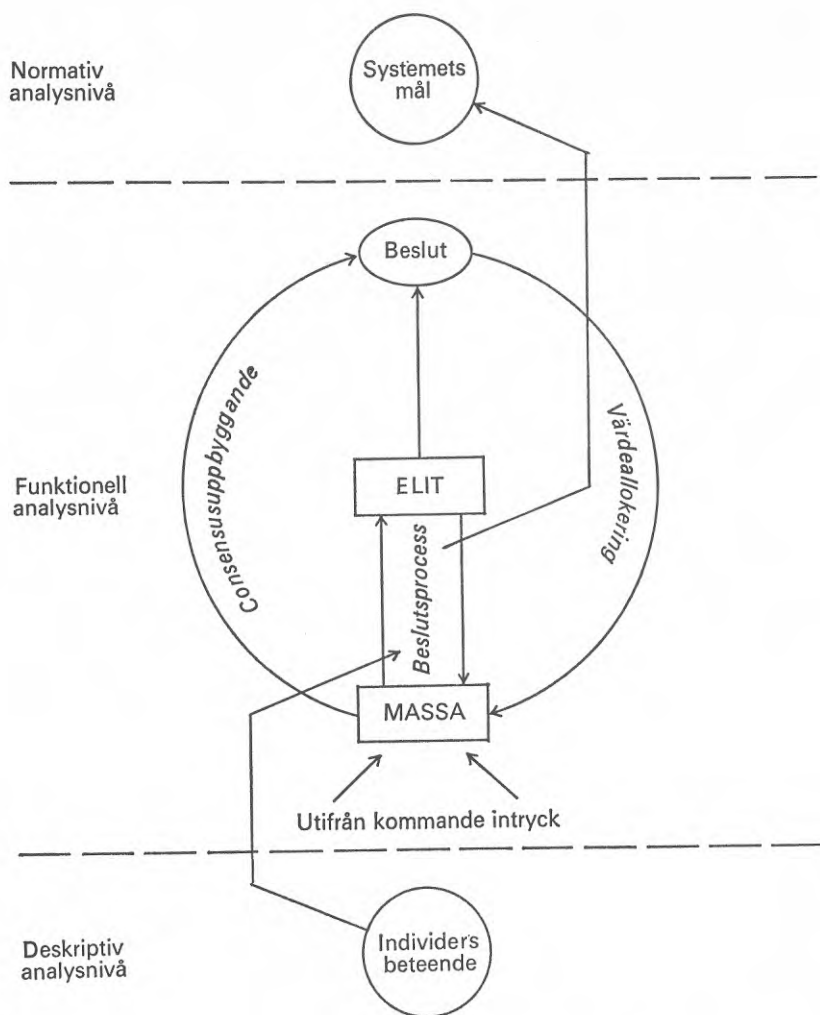 Normativ
analysnivå
Systemets
mål
Beslut
Consensusuppbyggande
Värdeallokering
Funktionell
analysnivå
ELIT
Beslutsprocess
MASSA
Utifrån kommande intryck
Deskriptiv
analysnivå
Individers
beteende